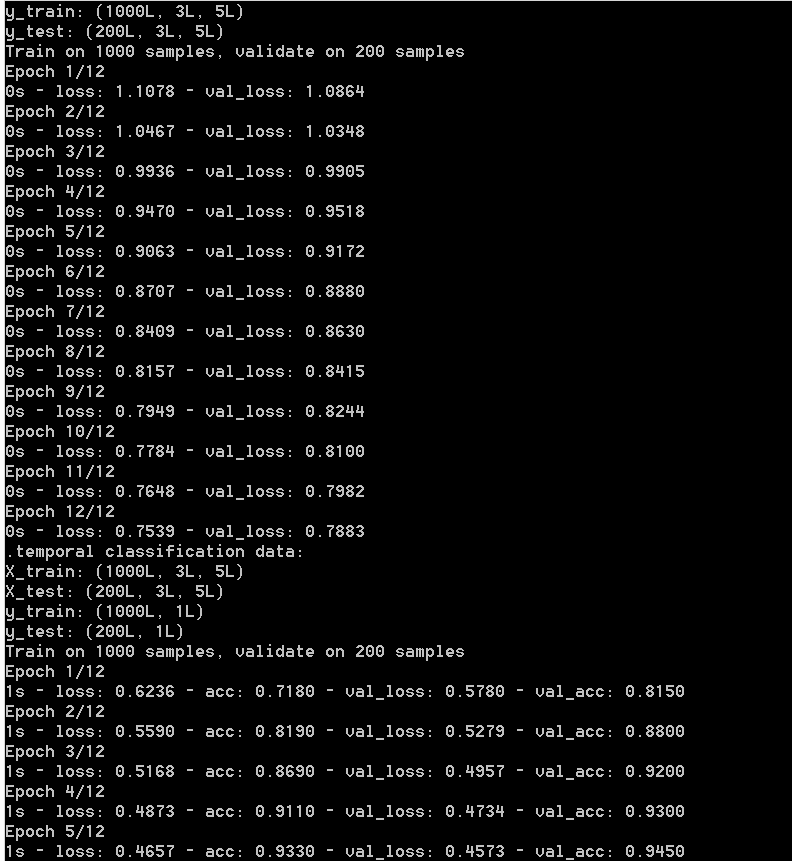 y_train: (1000L, 3L, 5L)
y_test: (200L, 3L, 5L)
Train on 1000 samples, validate on 200 samples
Epoch 1/12
0s - loss: 1.1078 - val_loss: 1.0864
Epoch 2/12
0s - loss: 1.0467 - val_loss: 1.0348
Epoch 3/12
0s - loss: 0.9936 - val_loss: 0.9905
Epoch 4/12
0s - loss: 0.9470 - val_loss: 0.9518
Epoch 5/12
0s - loss: 0.9063 - val_loss: 0.9172
Epoch 6/12
0s - loss: 0.8707 - val_loss: 0.8880
Epoch 7/12
0s - loss: 0.8409 - val_loss: 0.8630
Epoch 8/12
0s - loss: 0.8157 - val_loss: 0.8415
Epoch 9/12
0s - loss: 0.7949 - val_loss: 0.8244
Epoch 10/12
0s - loss: 0.7784 - val_loss: 0.8100
Epoch 11/12
0s - loss: 0.7648 - val_loss: 0.7982
Epoch 12/12
0s - loss: 0.7539 - val_loss: 0.7883
.temporal classification data:
X_train: (1000L, 3L, 5L)
X_test: (200L, 3L, 5L)
y_train: (1000L, 1L)
y_test: (200L, 1L)
Train on 1000 samples, validate on 200 samples
Epoch 1/12
1s - loss: 0.6236 - acc: 0.7180 - val_loss: 0.5780 - val_acc: 0.8150
Epoch 2/12
1s - loss: 0.5590 - acc: 0.8190 - val_loss: 0.5279 - val_acc: 0.8800
Epoch 3/12
1s - loss: 0.5168 - acc: 0.8690 - val_loss: 0.4957 - val_acc: 0.9200
Epoch 4/12
1s - loss: 0.4873 - acc: 0.9110 - val_loss: 0.4734 - val_acc: 0.9300
Epoch 5/12
1s - loss: 0.4657 - acc: 0.9330 - val_loss: 0.4573 - val_acc: 0.9450